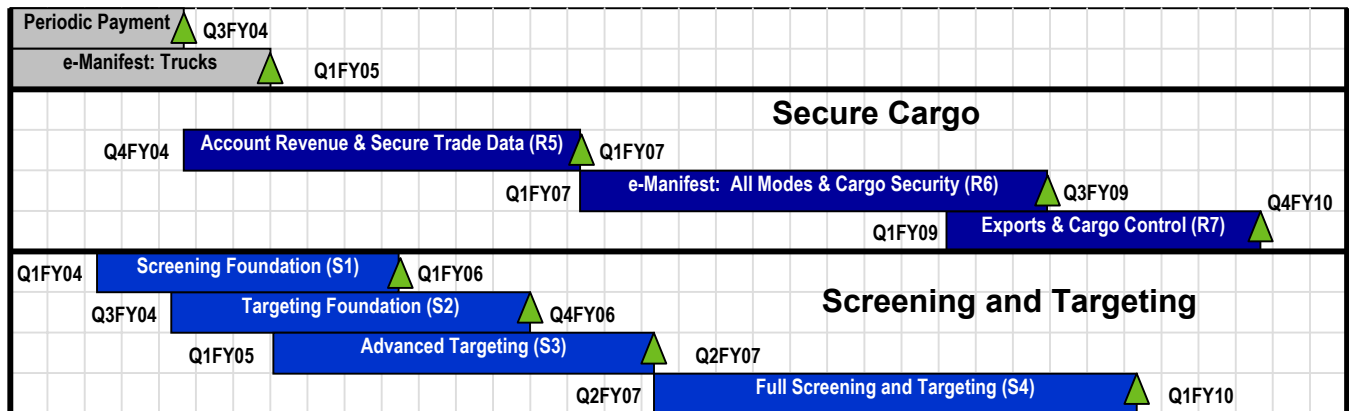 Periodic Payment Q3FY04
e-Manifest: Trucks Q1FY05
Secure Cargo
Q4FY04 Account Revenue & Secure Trade Data (R5) Q1FY07
Q1FY07 e-Manifest: All Modes & Cargo Security (R6) Q3FY09
Q1FY09 Exports & Cargo Control (R7) Q4FY10
Q1FY04 Screening Foundation (S1) Q1FY06
Screening and Targeting
Q3FY04 Targeting Foundation (S2) Q4FY06
Q1FY05 Advanced Targeting (S3) Q2FY07
Q2FY07 Full Screening and Targeting (S4) Q1FY10